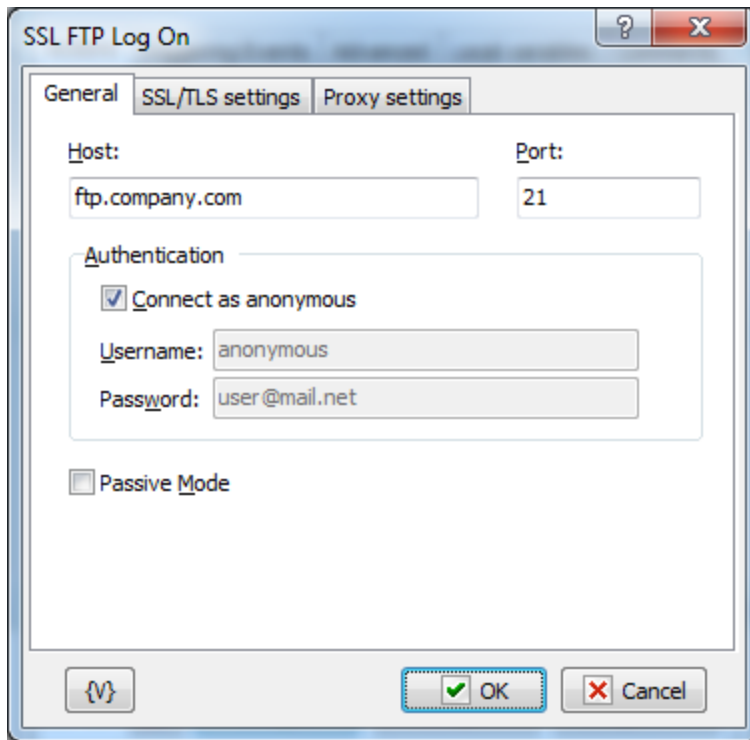 SSL FTP Log On
General SSL/TLS settings Proxy settings
Host: Port:
ftp.company.com 21
Authentication
Connect as anonymous
Username: anonymous
Password: user@mail.net
Passive Mode
{V} OK Cancel